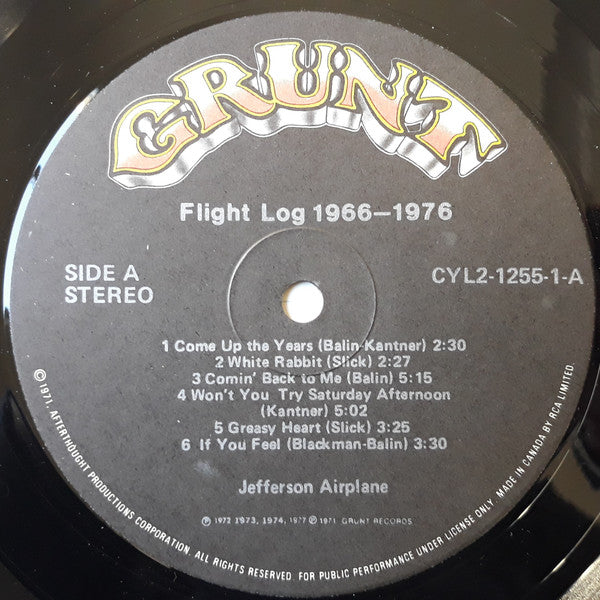 GRUNT
Flight Log 1966–1976
SIDE A
STEREO
CYL2-1255-1-A
1 Come Up the Years (Balin-Kantner) 2:30
2 White Rabbit (Slick) 2:27
3 Comin' Back to Me (Balin) 5:15
4 Won't You Try Saturday Afternoon
(Kantner) 5:02
5 Greasy Heart (Slick) 3:25
6 If You Feel (Blackman-Balin) 3:30
Jefferson Airplane
℗ 1972 1973, 1974, 1977 ℗ 1971 GRUNT RECORDS
© 1971, AFTERTHOUGHT PRODUCTIONS CORPORATION. ALL RIGHTS RESERVED. FOR PUBLIC PERFORMANCE UNDER LICENSE ONLY. MADE IN CANADA BY RCA LIMITED.